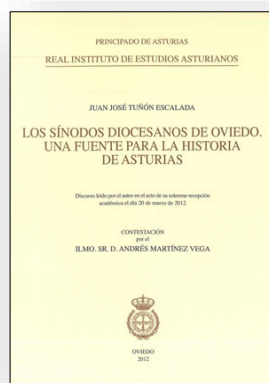 PRINCIPADO DE ASTURIAS
REAL INSTITUTO DE ESTUDIOS ASTURIANOS
JUAN JOSÉ TUÑÓN ESCALADA
LOS SÍNODOS DIOCESANOS DE OVIEDO.
UNA FUENTE PARA LA HISTORIA
DE ASTURIAS
Discurso leído por el autor en el acto de su solemne recepción
académica el día 20 de marzo de 2012
CONTESTACIÓN
por el
ILMO. SR. D. ANDRÉS MARTÍNEZ VEGA
OVIEDO
2012